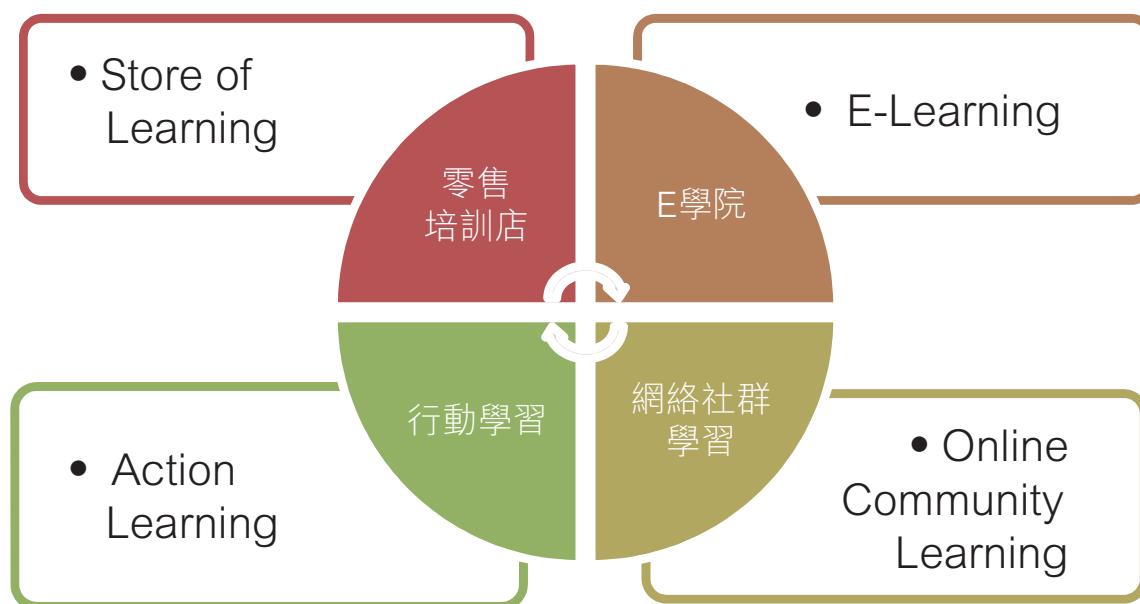 • Store of
Learning
零售
培訓店
E學院
• E-Learning
• Action
Learning
行動學習
網絡社群
學習
• Online
Community
Learning